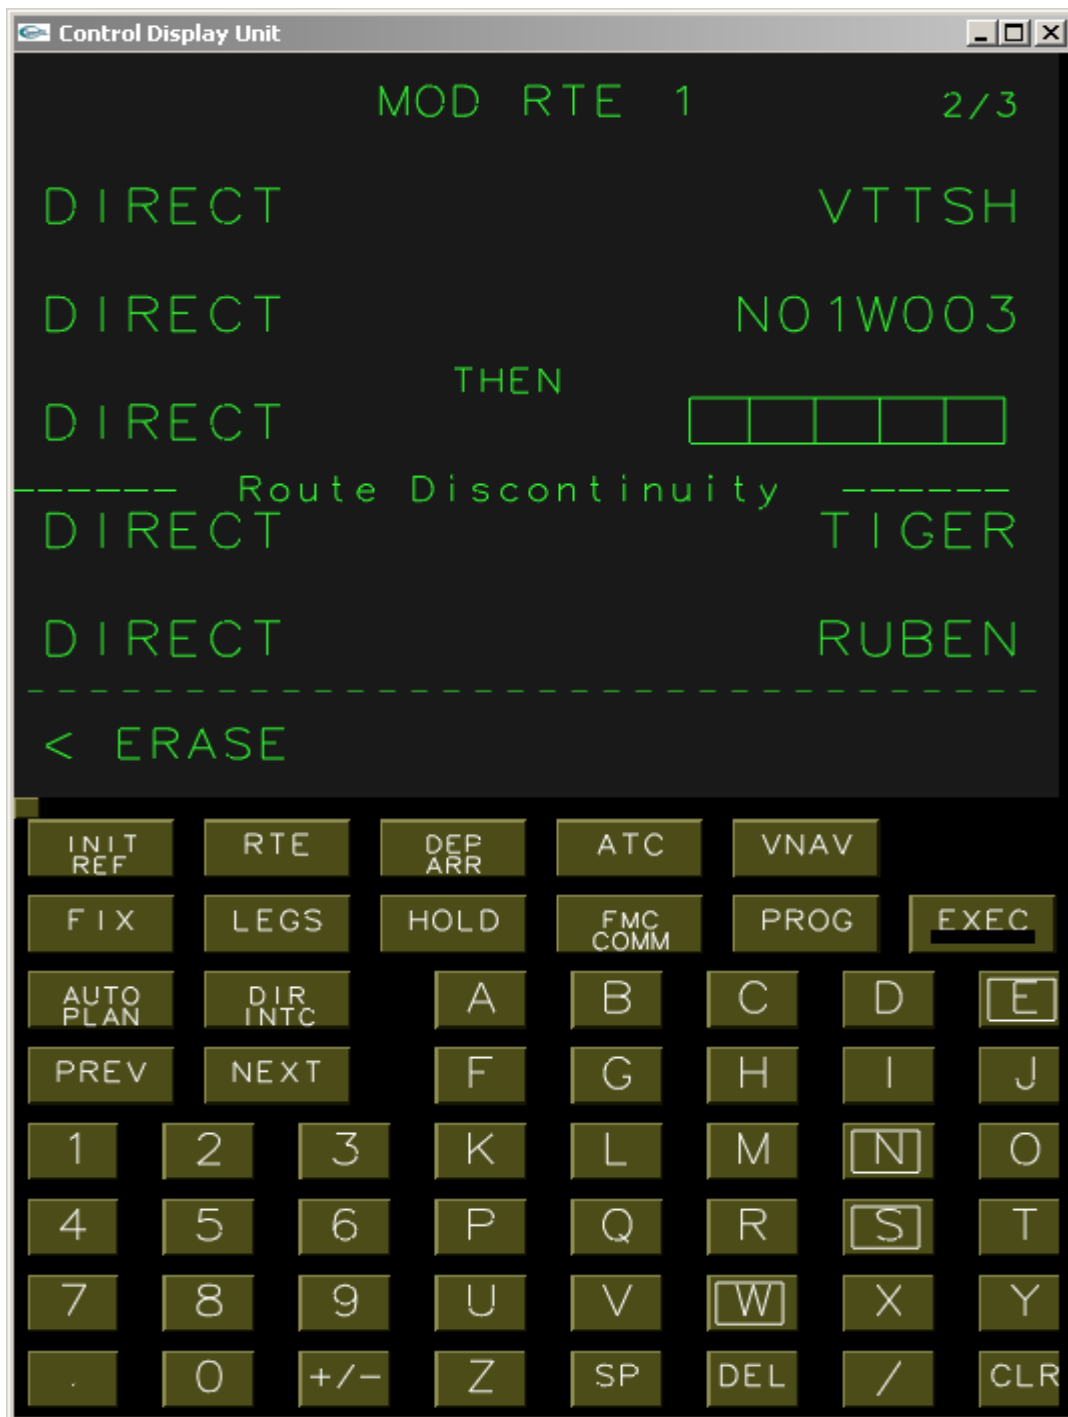 Control Display Unit
MOD RTE 1 2/3
DIRECT VTTSH
DIRECT N01W003
THEN
DIRECT
------ Route Discontinuity ------
DIRECT TIGER
DIRECT RUBEN
< ERASE
INIT REF RTE DEP ARR ATC VNAV
FIX LEGS HOLD FMC COMM PROG EXEC
AUTO PLAN DIR INTC A B C D E
PREV NEXT F G H I J
1 2 3 K L M N O
4 5 6 P Q R S T
7 8 9 U V W X Y
. 0 +/- Z SP DEL / CLR